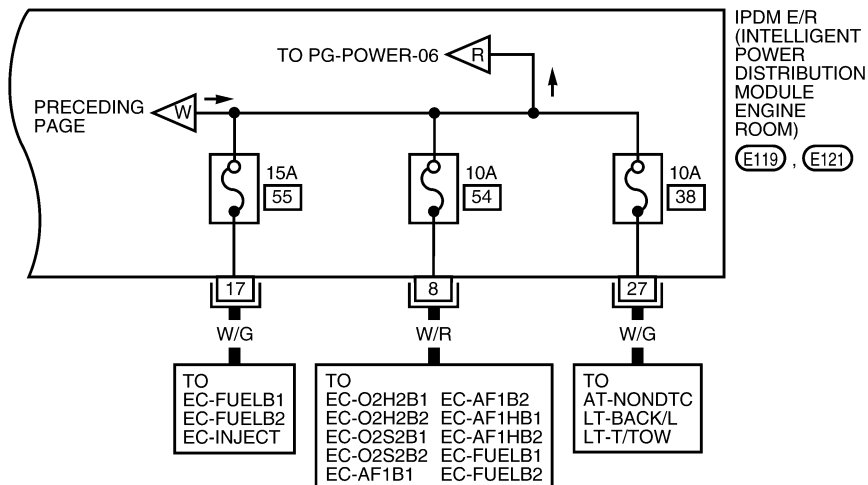 IPDM E/R
(INTELLIGENT
POWER
DISTRIBUTION
MODULE
ENGINE
ROOM)
E119 , E121
TO PG-POWER-06 R
PRECEDING
PAGE
W
15A
55
10A
54
10A
38
17
8
27
W/G
W/R
W/G
TO
EC-FUELB1
EC-FUELB2
EC-INJECT
TO
EC-O2H2B1 EC-AF1B2
EC-O2H2B2 EC-AF1HB1
EC-O2S2B1 EC-AF1HB2
EC-O2S2B2 EC-FUELB1
EC-AF1B1 EC-FUELB2
TO
AT-NONDTC
LT-BACK/L
LT-T/TOW